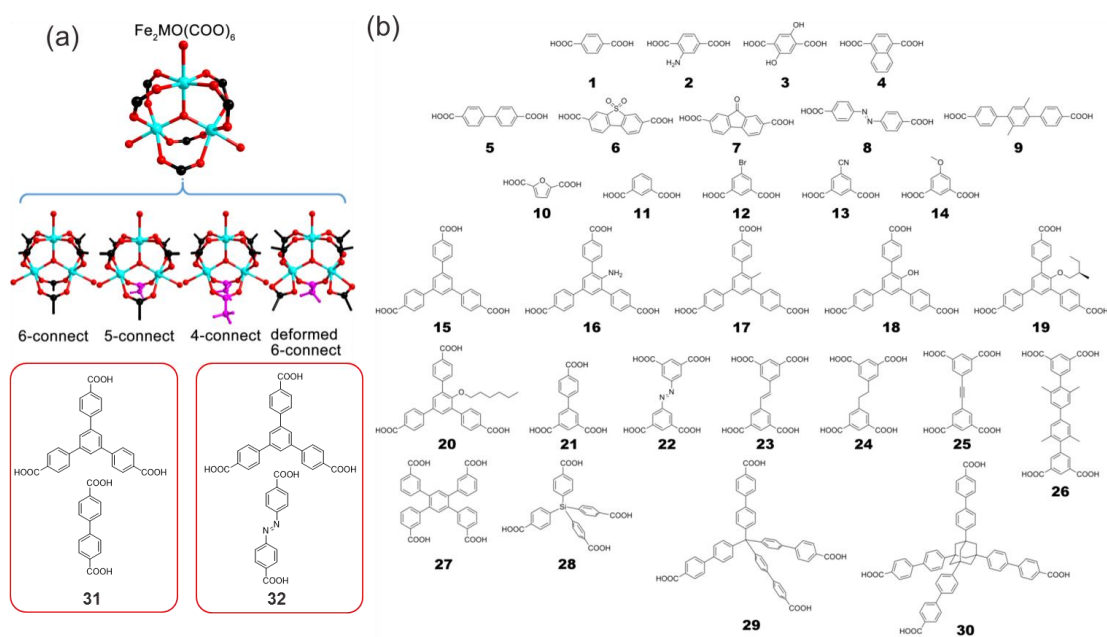 (a)
Fe₂MO(COO)₆
6-connect
5-connect
4-connect
deformed
6-connect
COOH
HOOC
COOH
COOH
COOH
31
COOH
HOOC
COOH
COOH
N
N
COOH
32
(b)
HOOC
COOH
1
HOOC
COOH
H₂N
2
OH
HOOC
COOH
HO
3
HOOC
COOH
4
HOOC
COOH
5
O
O
S
HOOC
COOH
6
O
HOOC
COOH
7
HOOC
N
N
COOH
8
HOOC
COOH
9
HOOC
O
COOH
10
HOOC
COOH
11
Br
HOOC
COOH
12
CN
HOOC
COOH
13
O
HOOC
COOH
14
COOH
HOOC
COOH
15
COOH
NH₂
HOOC
COOH
16
COOH
HOOC
COOH
17
COOH
OH
HOOC
COOH
18
COOH
O
HOOC
COOH
19
COOH
O
HOOC
COOH
20
COOH
HOOC
COOH
21
HOOC
COOH
N
N
HOOC
COOH
22
HOOC
COOH
HOOC
COOH
23
HOOC
COOH
HOOC
COOH
24
HOOC
COOH
HOOC
COOH
25
HOOC
COOH
HOOC
COOH
26
COOH
COOH
COOH
COOH
27
COOH
Si
HOOC
COOH
COOH
28
COOH
HOOC
COOH
COOH
29
COOH
HOOC
COOH
HOOC
30